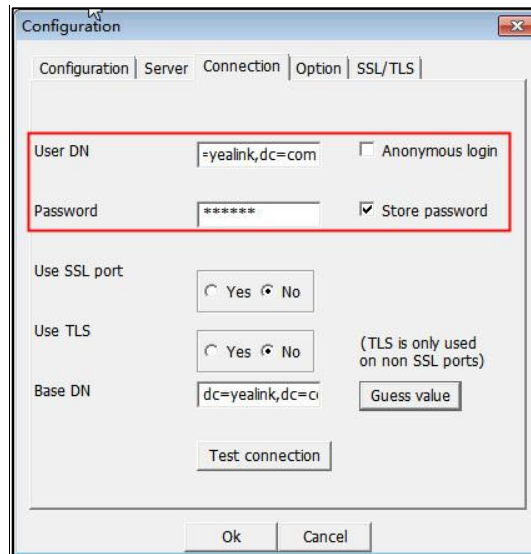 Configuration
Configuration Server Connection Option SSL/TLS
User DN =yealink,dc=com Anonymous login
Password ****** Store password
Use SSL port
Yes No
Use TLS
Yes No
(TLS is only used
on non SSL ports)
Base DN dc=yealink,dc=c Guess value
Test connection
Ok Cancel